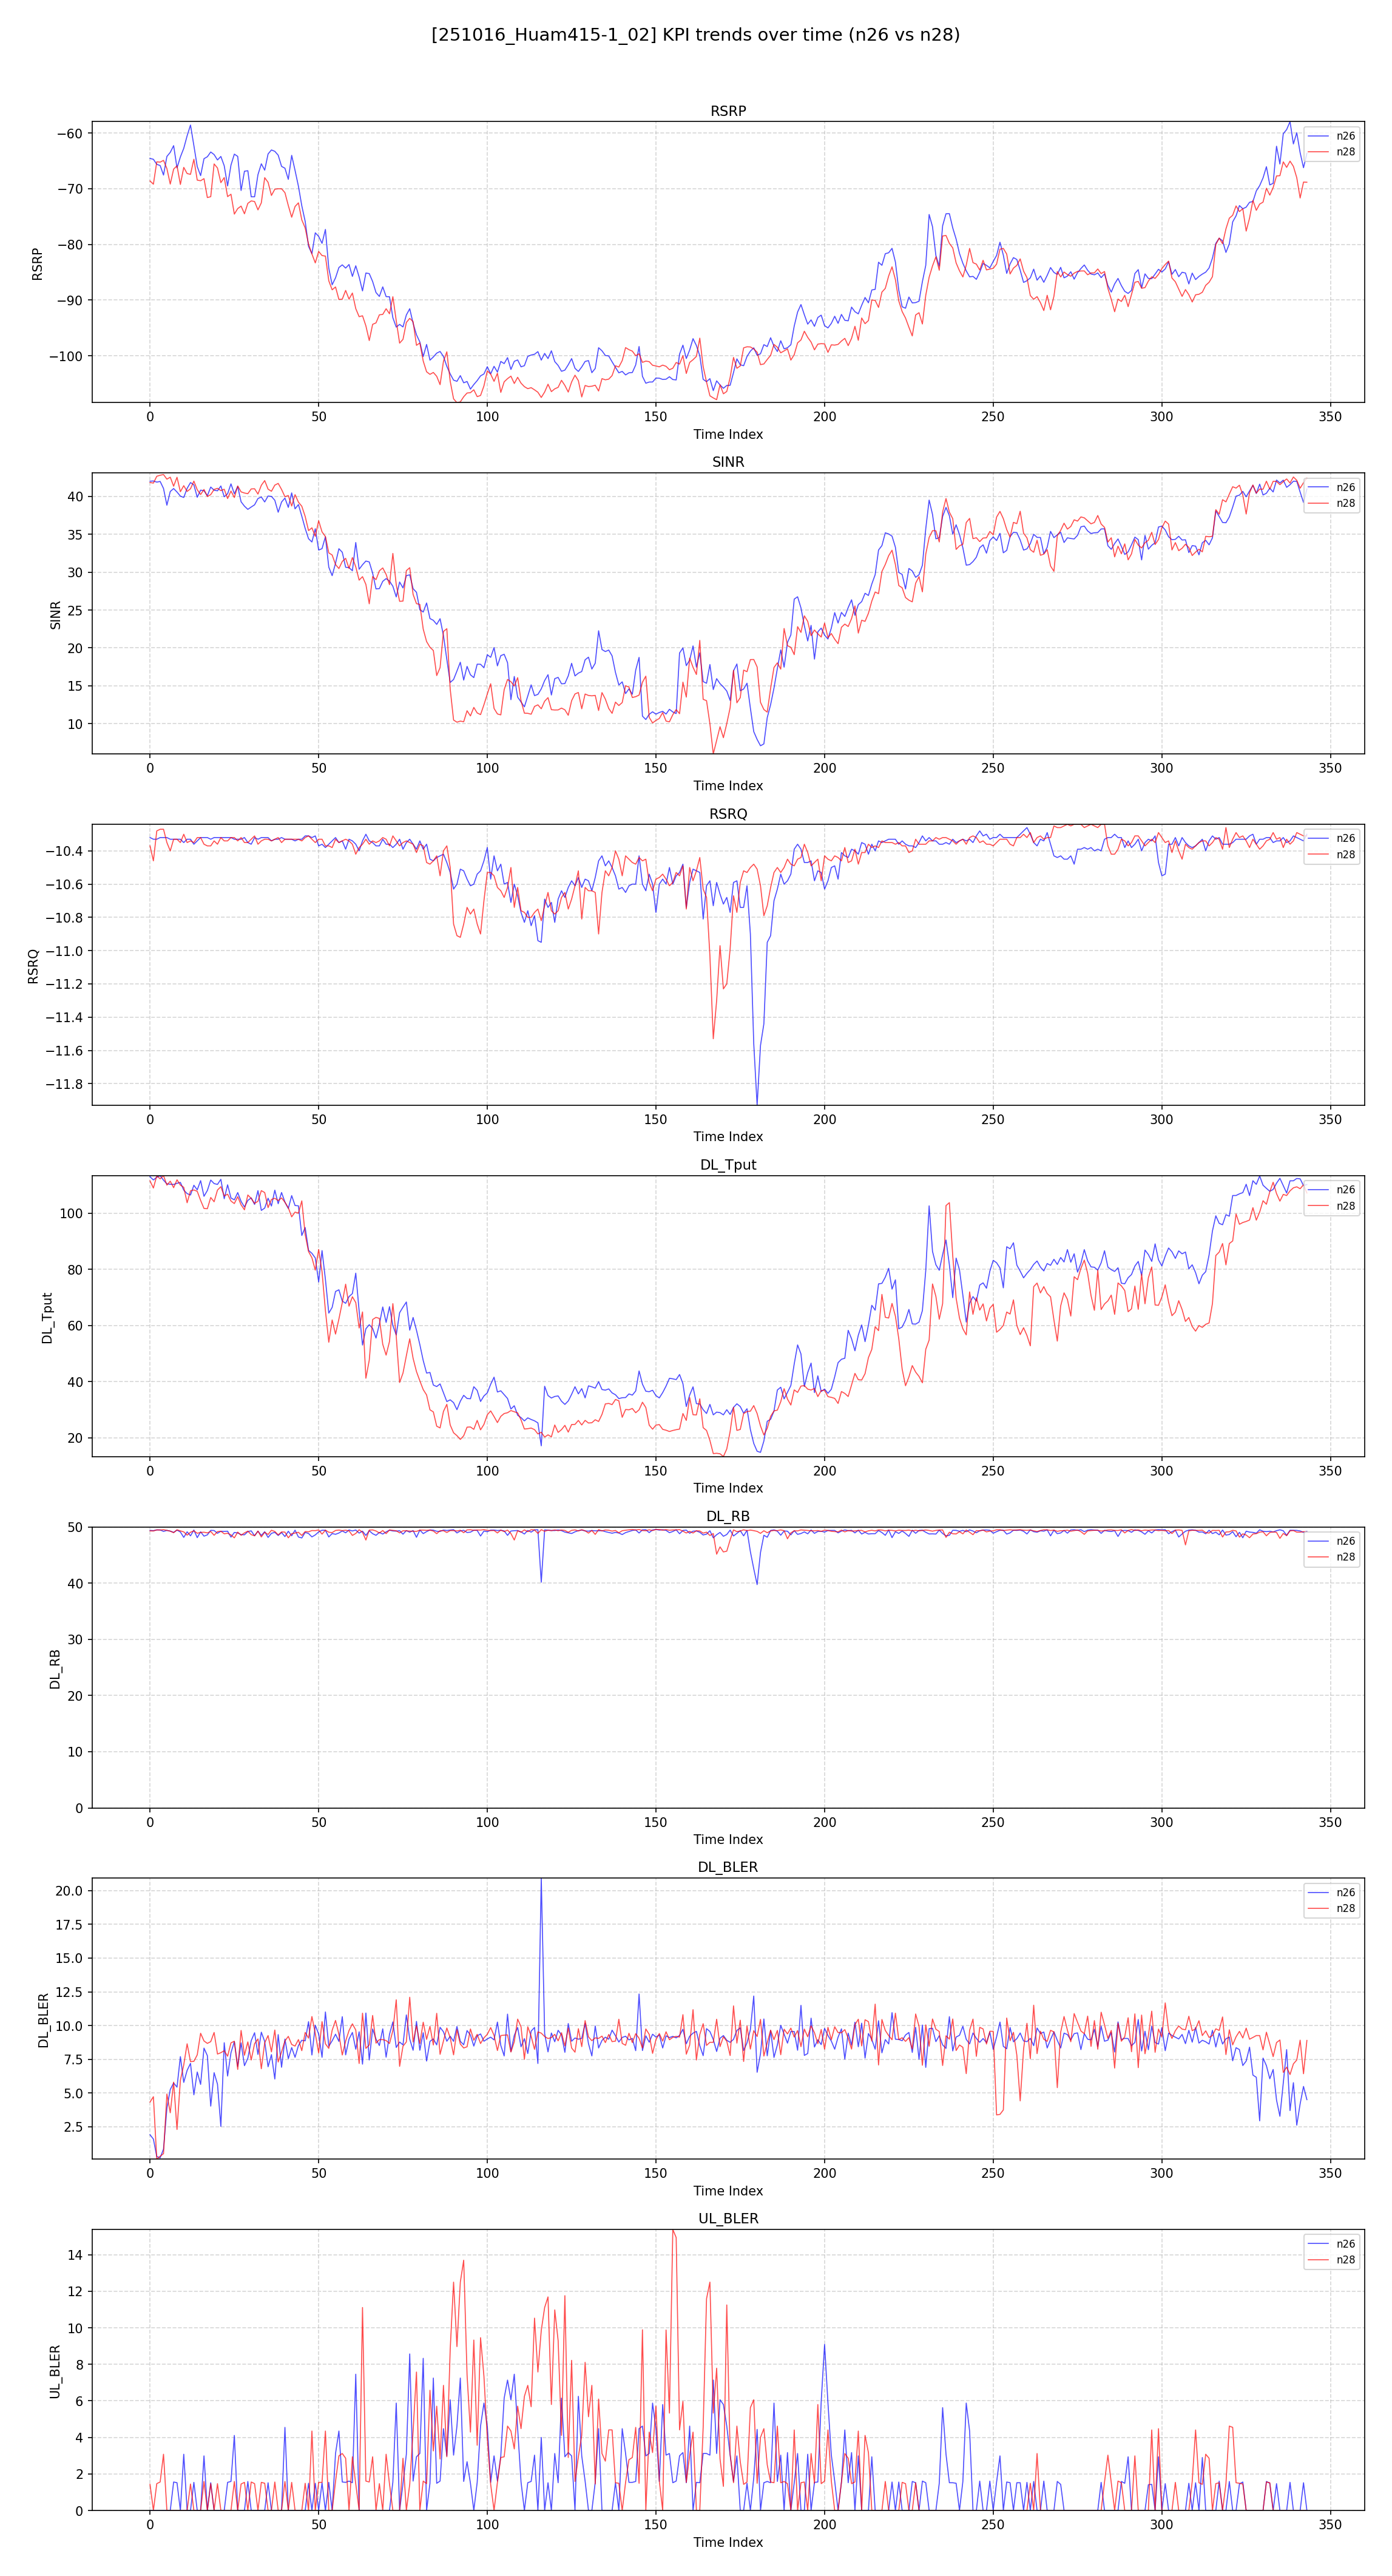 [251016_Huam415-1_02] KPI trends over time (n26 vs n28)
RSRP
−60
−70
−80
−90
−100
RSRP
n26
n28
0 50 100 150 200 250 300 350
Time Index
SINR
40
35
30
25
20
15
10
SINR
n26
n28
0 50 100 150 200 250 300 350
Time Index
RSRQ
−10.4
−10.6
−10.8
−11.0
−11.2
−11.4
−11.6
−11.8
RSRQ
n26
n28
0 50 100 150 200 250 300 350
Time Index
DL_Tput
100
80
60
40
20
DL_Tput
n26
n28
0 50 100 150 200 250 300 350
Time Index
DL_RB
50
40
30
20
10
0
DL_RB
n26
n28
0 50 100 150 200 250 300 350
Time Index
DL_BLER
20.0
17.5
15.0
12.5
10.0
7.5
5.0
2.5
DL_BLER
n26
n28
0 50 100 150 200 250 300 350
Time Index
UL_BLER
14
12
10
8
6
4
2
0
UL_BLER
n26
n28
0 50 100 150 200 250 300 350
Time Index